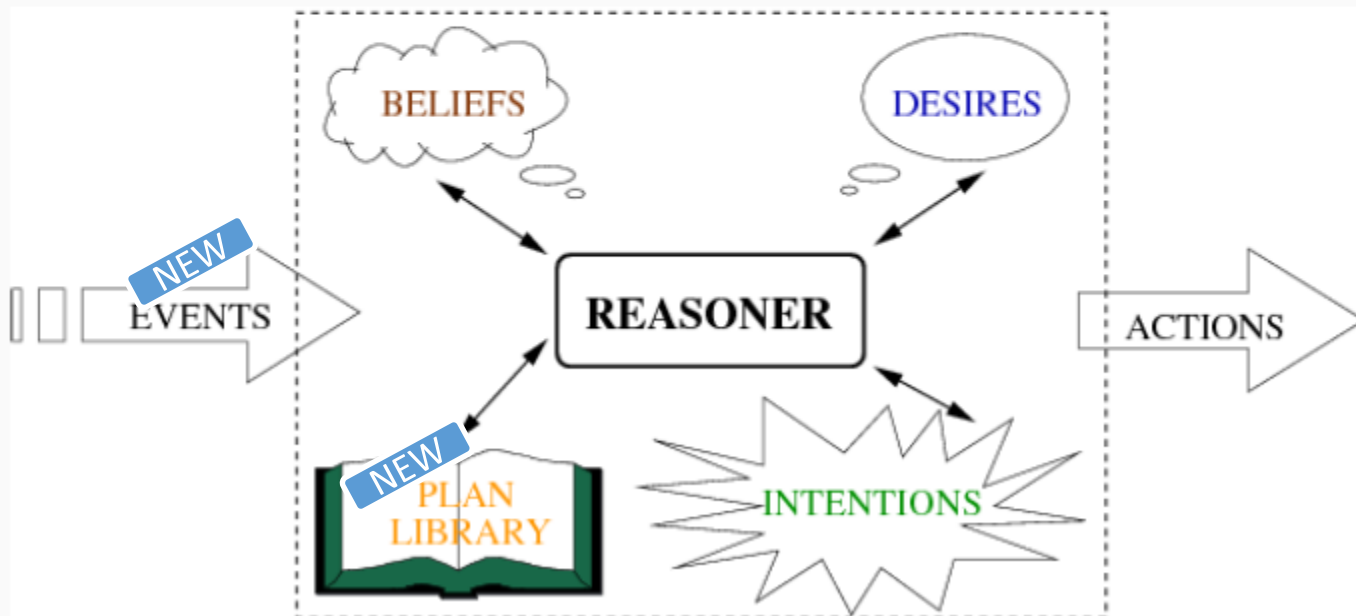 BELIEFS
DESIRES
NEW
EVENTS
REASONER
ACTIONS
NEW
PLAN
LIBRARY
INTENTIONS